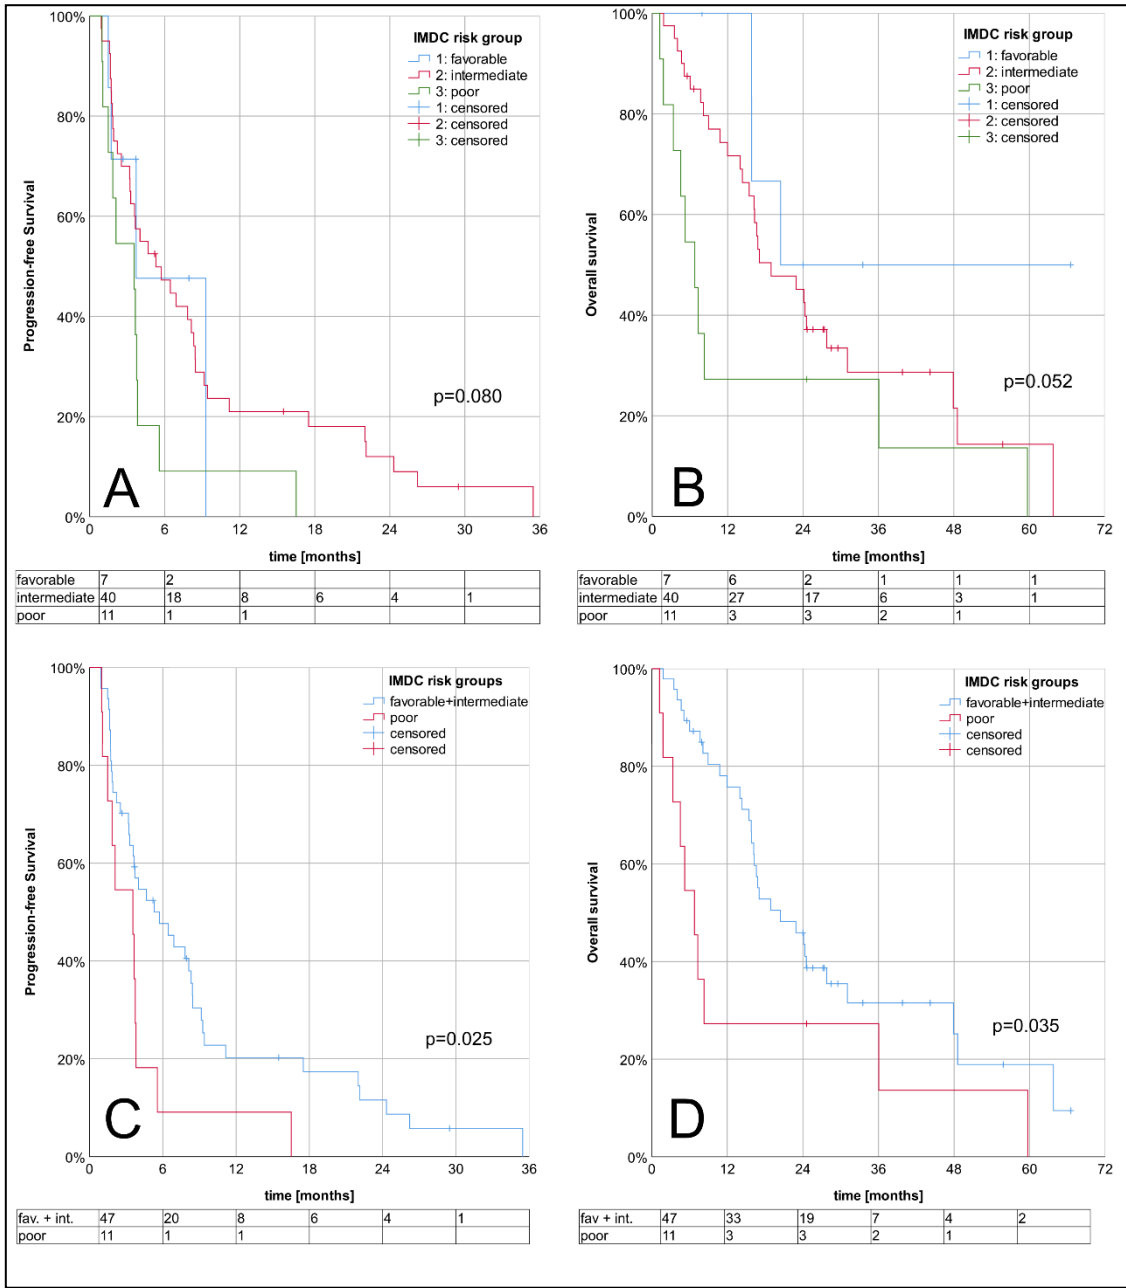 IMDC risk group
1: favorable
2: intermediate
3: poor
1: censored
2: censored
3: censored
100%
80%
60%
40%
20%
0%
Progression-free Survival
p=0.080
A
0 6 12 18 24 30 36
time [months]
favorable 7 2
intermediate 40 18 8 6 4 1
poor 11 1 1
IMDC risk group
1: favorable
2: intermediate
3: poor
1: censored
2: censored
3: censored
100%
80%
60%
40%
20%
0%
Overall survival
p=0.052
B
0 12 24 36 48 60 72
time [months]
favorable 7 6 2 1 1 1
intermediate 40 27 17 6 3 1
poor 11 3 3 2 1
IMDC risk groups
favorable+intermediate
poor
censored
censored
100%
80%
60%
40%
20%
0%
Progression-free Survival
p=0.025
C
0 6 12 18 24 30 36
time [months]
fav. + int. 47 20 8 6 4 1
poor 11 1 1
IMDC risk groups
favorable+intermediate
poor
censored
censored
100%
80%
60%
40%
20%
0%
Overall survival
p=0.035
D
0 12 24 36 48 60 72
time [months]
fav + int. 47 33 19 7 4 2
poor 11 3 3 2 1